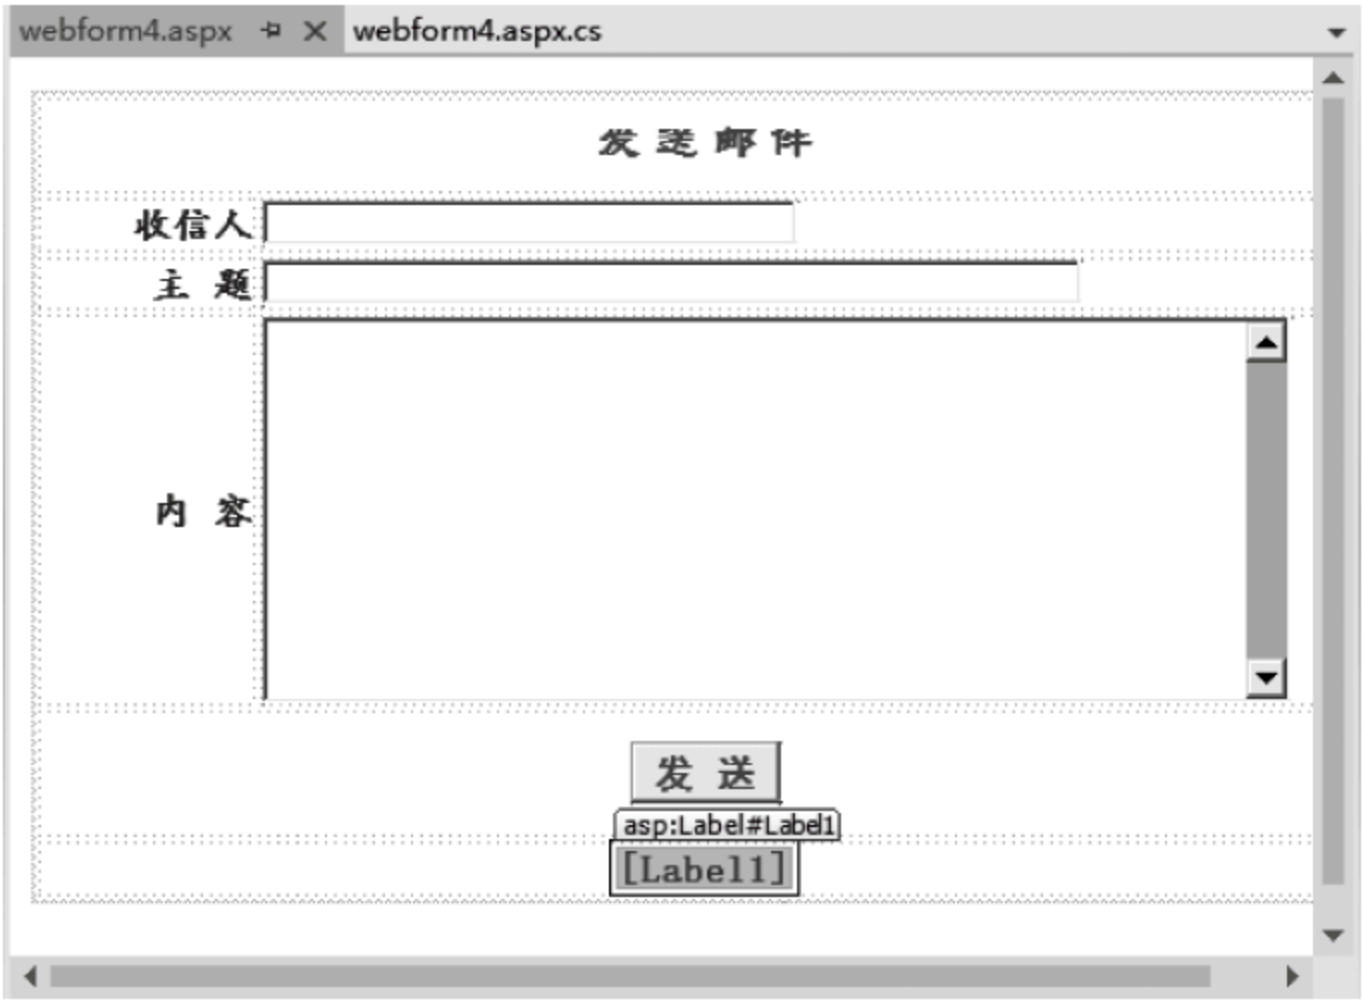 webform4.aspx webform4.aspx.cs
发送邮件
收信人
主 题
内 容
发 送
asp:Label#Label1
[Label1]